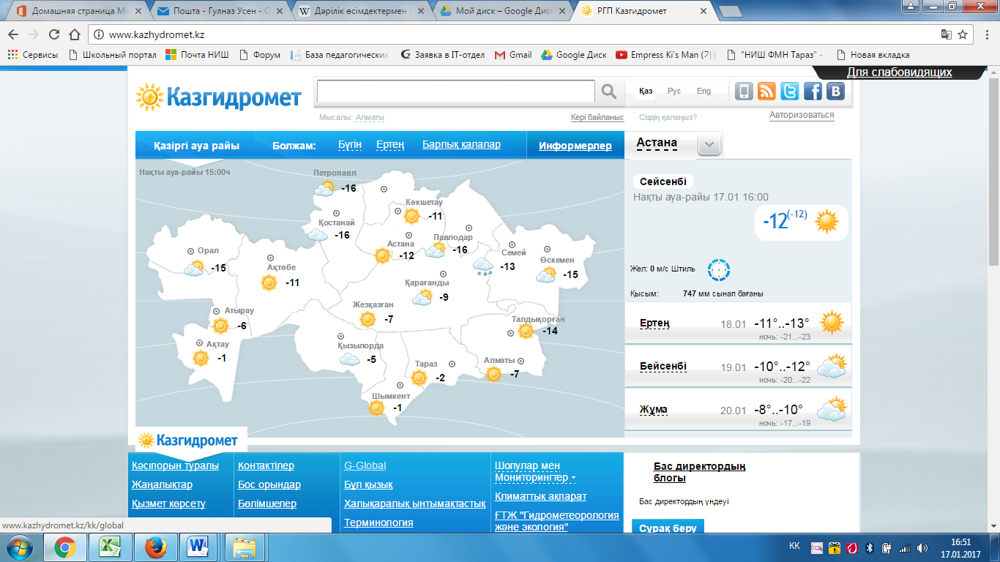 Домашняя страница Mi
Пошта - Гулназ Усен - O
Дәрілік өсімдектермен
Мой диск – Google Диск
РГП Казгидромет
www.kazhydromet.kz
Сервисы
Школьный портал
Почта НИШ
Форум
База педагогических
Заявка в IT-отдел
Gmail
Google Диск
Empress Ki's Man (기
"НИШ ФМН Тараз" -
Новая вкладка
Для слабовидящих
Казгидромет
Қаз Рус Eng
Мысалы: Алматы
Кері байланыс
Сіздің қалаңыз?
Авторизоваться
Қазіргі ауа райы
Болжам: Бүгін Ертең Барлық қалалар
Информерлер
Астана
Нақты ауа-райы 15:00ч
Петропавл
-16
Көкшетау
-11
Қостанай
-16
Астана
-12
Павлодар
-16
Семей
-13
Өскемен
-15
Орал
-15
Ақтөбе
-11
Қарағанды
-9
Жезқазған
-7
Атырау
-6
Талдықорған
-14
Ақтау
-1
Қызылорда
-5
Тараз
-2
Алматы
-7
Шымкент
-1
Сейсенбі
Нақты ауа-райы 17.01 16:00
-12(-12)
Жел: 0 м/с Штиль
Қысым: 747 мм сынап бағаны
Ертең 18.01 -11°..-13°
ночь: -21...-23
Бейсенбі 19.01 -10°..-12°
ночь: -20...-22
Жұма 20.01 -8°..-10°
ночь: -17...-19
Казгидромет
Кәсіпорын туралы
Жаңалықтар
Қызмет көрсету
Контактілер
Бос орындар
Бөлімшелер
G-Global
Бұл қызық
Халықаралық ынтымақтастық
Терминология
Шолулар мен
Мониторингтер
Климаттық ақпарат
ҒТЖ "Гидрометеорология
және экология"
Бас директордың
блогы
Бас директордың үндеуі
Сұрақ беру
www.kazhydromet.kz/kk/global
KK
16:51
17.01.2017